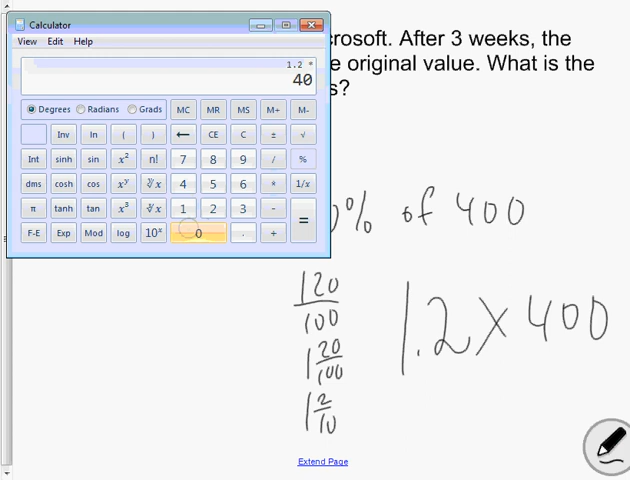 Calculator
View Edit Help
1.2 *
40
Degrees Radians Grads MC MR MS M+ M-
Inv ln ( ) ← CE C ± √
Int sinh sin x² n! 7 8 9 / %
dms cosh cos xʸ ʸ√x 4 5 6 * 1/x
π tanh tan x³ ³√x 1 2 3 - =
F-E Exp Mod log 10ˣ 0 . +
crosoft. After 3 weeks, the
e original value. What is the
s?
0% of 400
120
100
1 20/100
1 2/10
1.2 × 400
Extend Page